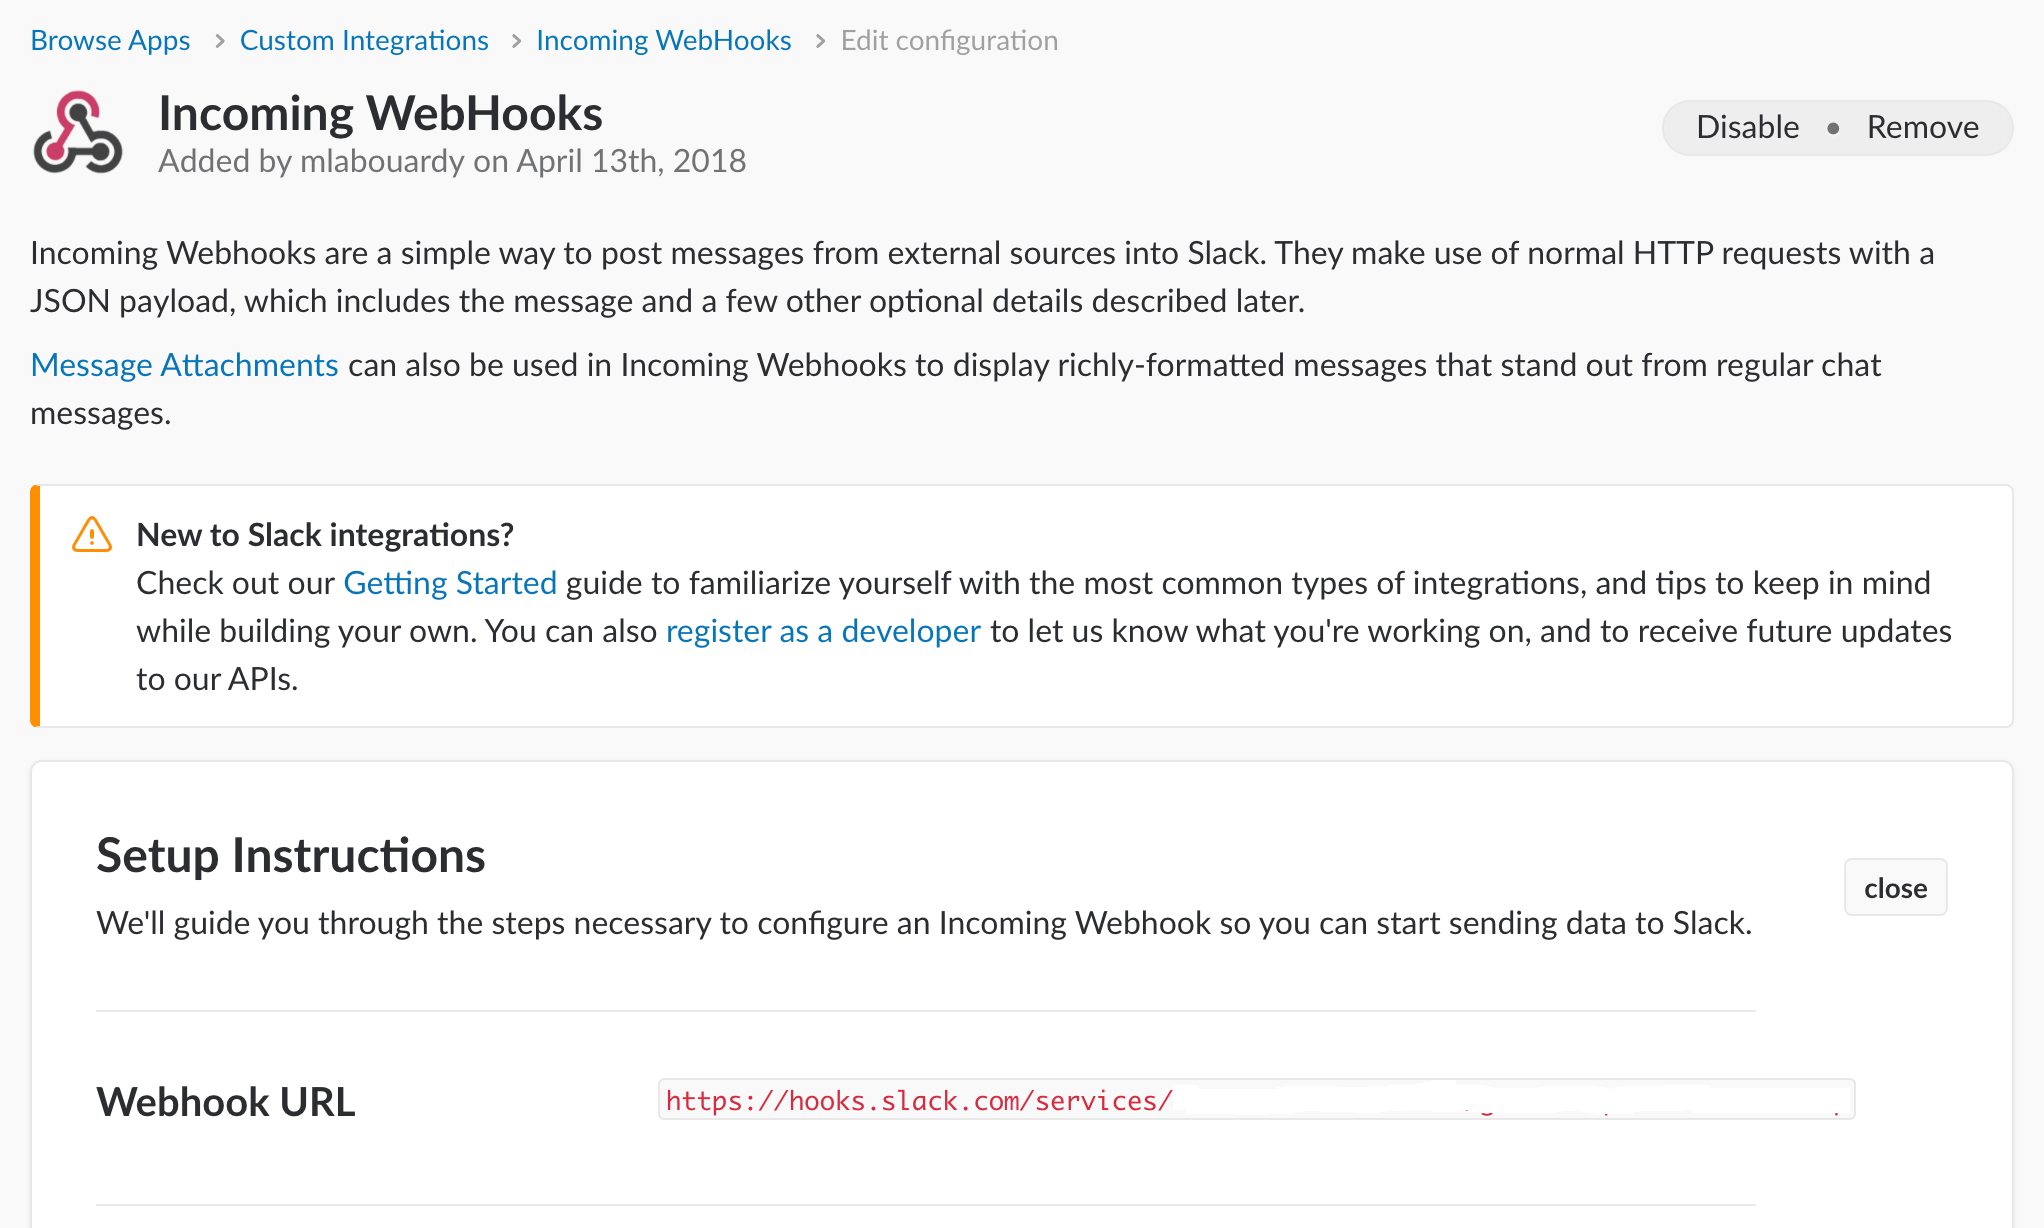 Browse Apps > Custom Integrations > Incoming WebHooks > Edit configuration
Incoming WebHooks
Added by mlabouardy on April 13th, 2018
Disable • Remove
Incoming Webhooks are a simple way to post messages from external sources into Slack. They make use of normal HTTP requests with a
JSON payload, which includes the message and a few other optional details described later.
Message Attachments can also be used in Incoming Webhooks to display richly-formatted messages that stand out from regular chat
messages.
New to Slack integrations?
Check out our Getting Started guide to familiarize yourself with the most common types of integrations, and tips to keep in mind
while building your own. You can also register as a developer to let us know what you're working on, and to receive future updates
to our APIs.
Setup Instructions
close
We'll guide you through the steps necessary to configure an Incoming Webhook so you can start sending data to Slack.
Webhook URL
https://hooks.slack.com/services/